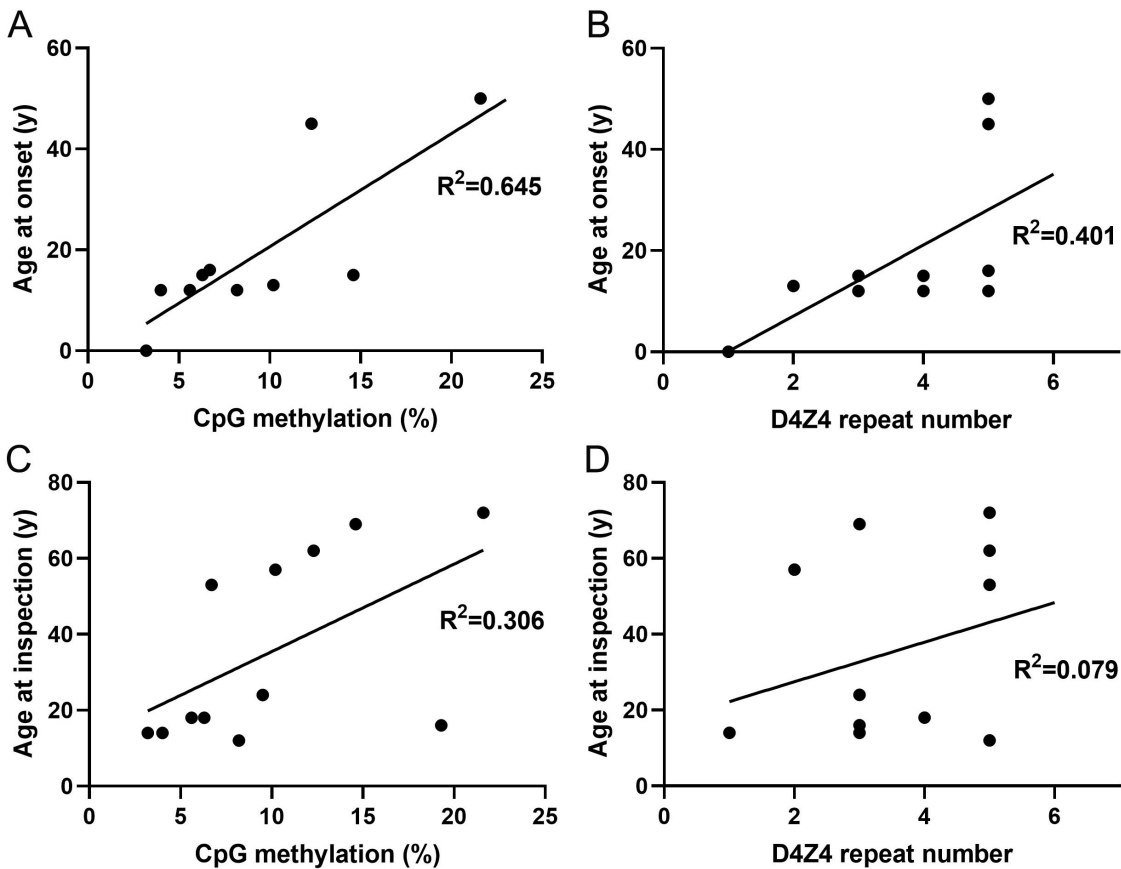 A
60
40
20
0
Age at onset (y)
R²=0.645
0 5 10 15 20 25
CpG methylation (%)
B
60
40
20
0
Age at onset (y)
R²=0.401
0 2 4 6
D4Z4 repeat number
C
80
60
40
20
0
Age at inspection (y)
R²=0.306
0 5 10 15 20 25
CpG methylation (%)
D
80
60
40
20
0
Age at inspection (y)
R²=0.079
0 2 4 6
D4Z4 repeat number